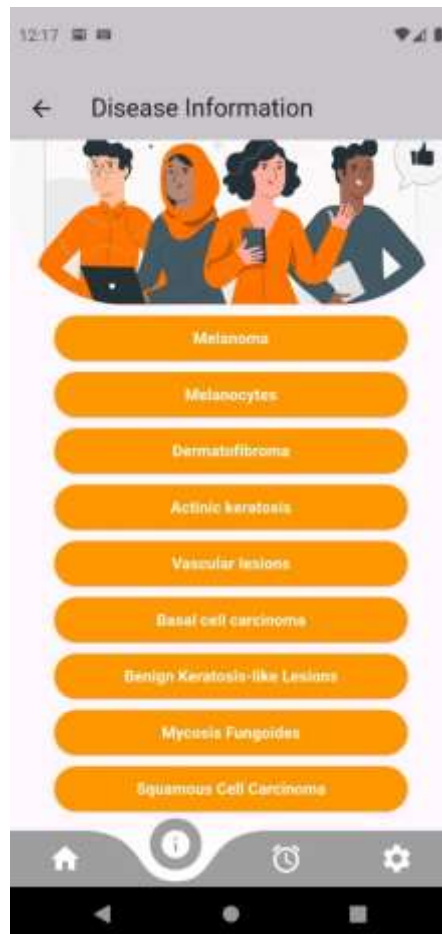 12:17
Disease Information
Melanoma
Melanocytes
Dermatofibroma
Actinic keratosis
Vascular lesions
Basal cell carcinoma
Benign Keratosis-like Lesions
Mycosis Fungoides
Squamous Cell Carcinoma